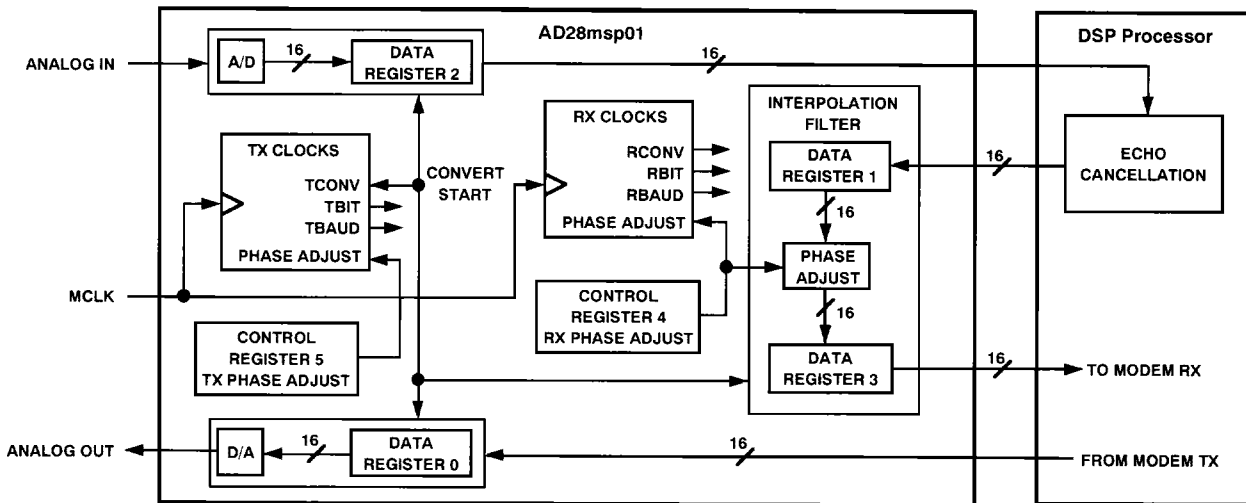 AD28msp01
DSP Processor
ANALOG IN
A/D
16
DATA
REGISTER 2
16
INTERPOLATION
FILTER
RX CLOCKS
RCONV
RBIT
RBAUD
PHASE ADJUST
TX CLOCKS
TCONV
TBIT
TBAUD
PHASE ADJUST
CONVERT
START
DATA
REGISTER 1
16
ECHO
CANCELLATION
16
PHASE
ADJUST
16
MCLK
CONTROL
REGISTER 4
RX PHASE ADJUST
CONTROL
REGISTER 5
TX PHASE ADJUST
DATA
REGISTER 3
16
TO MODEM RX
ANALOG OUT
D/A
16
DATA
REGISTER 0
16
FROM MODEM TX